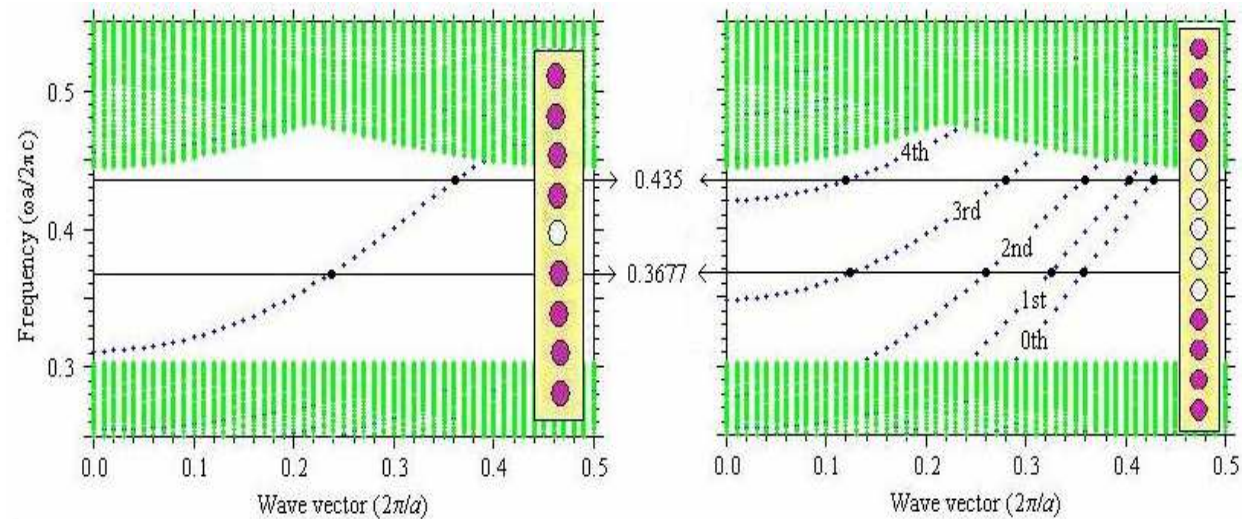 Frequency (ωa/2πc)
0.5
0.4
0.3
0.0 0.1 0.2 0.3 0.4 0.5
Wave vector (2π/a)
0.435
0.3677
4th
3rd
2nd
1st
0th
0.0 0.1 0.2 0.3 0.4 0.5
Wave vector (2π/a)